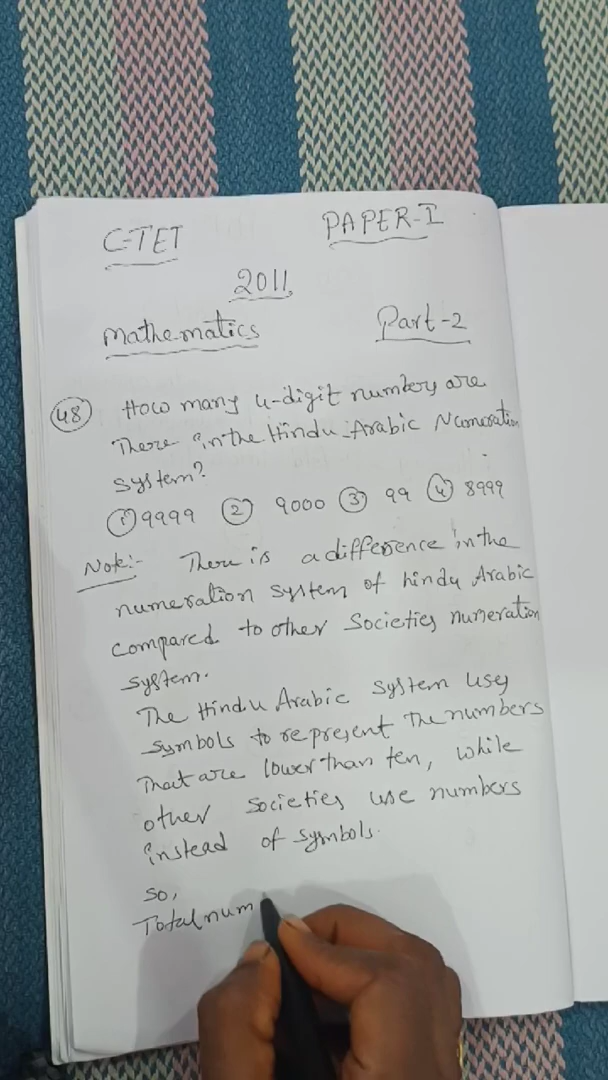 C-TET PAPER-I
2011,
Mathematics Part-2
48 How many 4-digit numbers are
There in the Hindu-Arabic Numeration
system?
1 9999 2 9000 3 99 4 8999
Note:- There is a difference in the
numeration system of hindu Arabic
compared to other Societies numeration
system.
The Hindu Arabic system uses
symbols to represent The numbers
That are lower than ten, while
other societies use numbers
instead of symbols.
So,
Total num